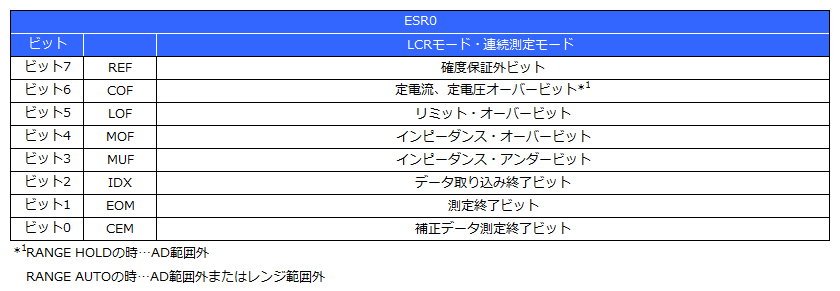 ESR0
ビット LCRモード・連続測定モード
ビット7 REF 確度保証外ビット
ビット6 COF 定電流、定電圧オーバービット*1
ビット5 LOF リミット・オーバービット
ビット4 MOF インピーダンス・オーバービット
ビット3 MUF インピーダンス・アンダービット
ビット2 IDX データ取り込み終了ビット
ビット1 EOM 測定終了ビット
ビット0 CEM 補正データ測定終了ビット
*1RANGE HOLDの時…AD範囲外
RANGE AUTOの時…AD範囲外またはレンジ範囲外